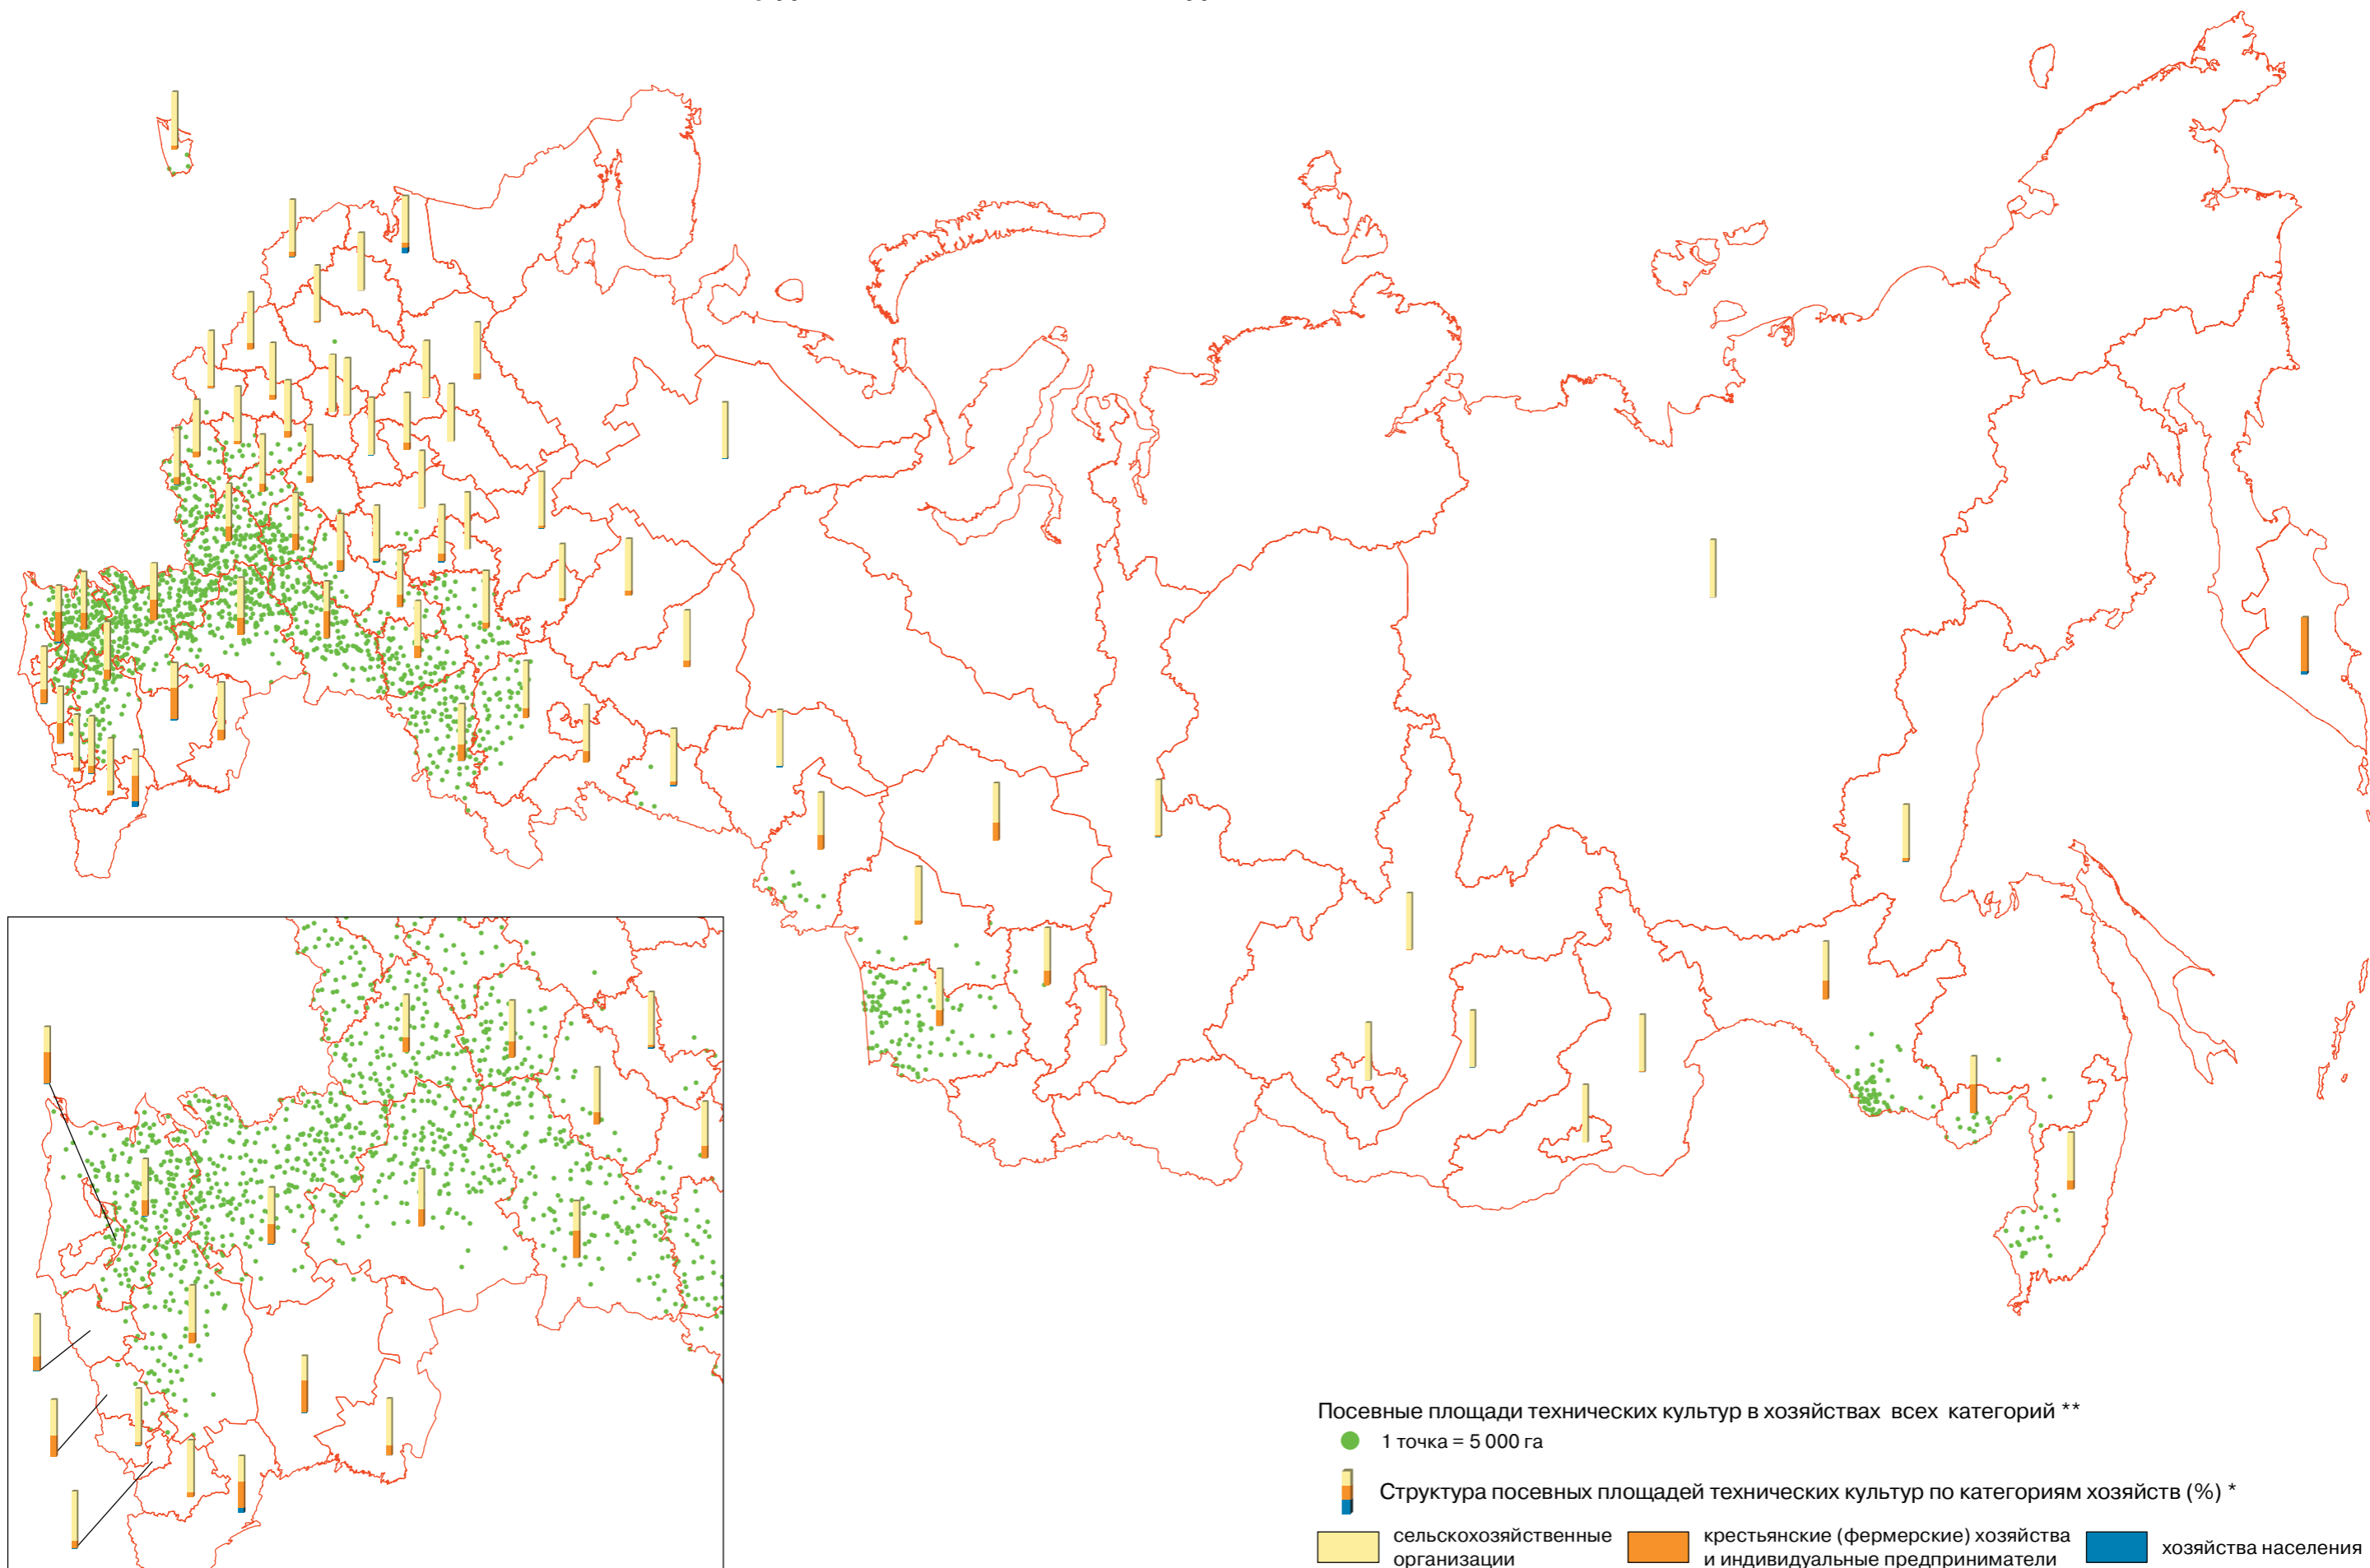 Посевные площади технических культур в хозяйствах всех категорий **
1 точка = 5 000 га
Структура посевных площадей технических культур по категориям хозяйств (%) *
сельскохозяйственные
организации
крестьянские (фермерские) хозяйства
и индивидуальные предприниматели
хозяйства населения